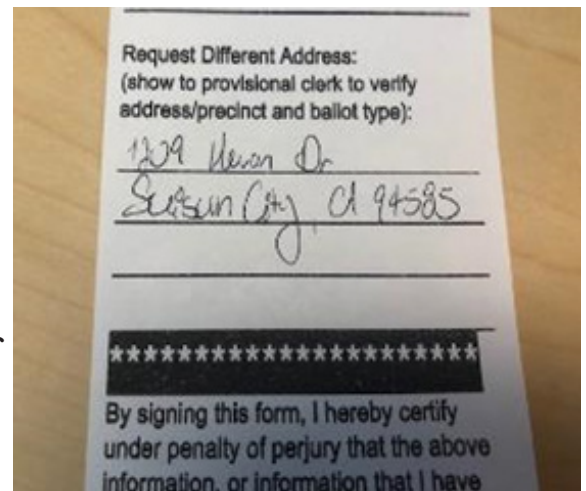 Request Different Address:
(show to provisional clerk to verify
address/precinct and ballot type):
1209 Heron Dr
Suisun City, CA 94585
**********************
By signing this form, I hereby certify
under penalty of perjury that the above
information, or information that I have